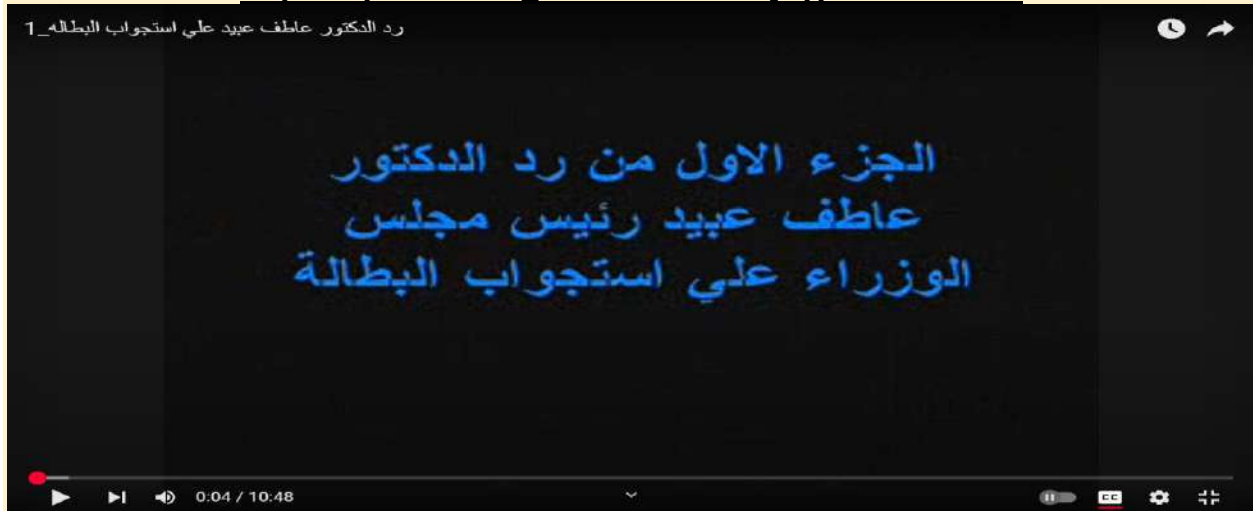 رد الدكتور عاطف عبيد علي استجواب البطاله_1
الجزء الاول من رد الدكتور
عاطف عبيد رئيس مجلس
الوزراء علي استجواب البطالة
0:04 / 10:48
CC